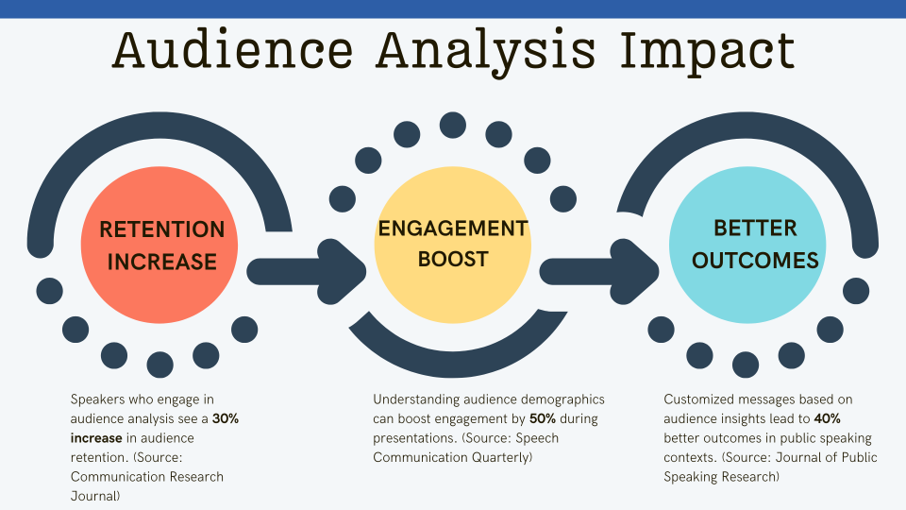 Audience Analysis Impact
RETENTION
INCREASE
ENGAGEMENT
BOOST
BETTER
OUTCOMES
Speakers who engage in
audience analysis see a 30%
increase in audience
retention. (Source:
Communication Research
Journal)
Understanding audience demographics
can boost engagement by 50% during
presentations. (Source: Speech
Communication Quarterly)
Customized messages based on
audience insights lead to 40%
better outcomes in public speaking
contexts. (Source: Journal of Public
Speaking Research)